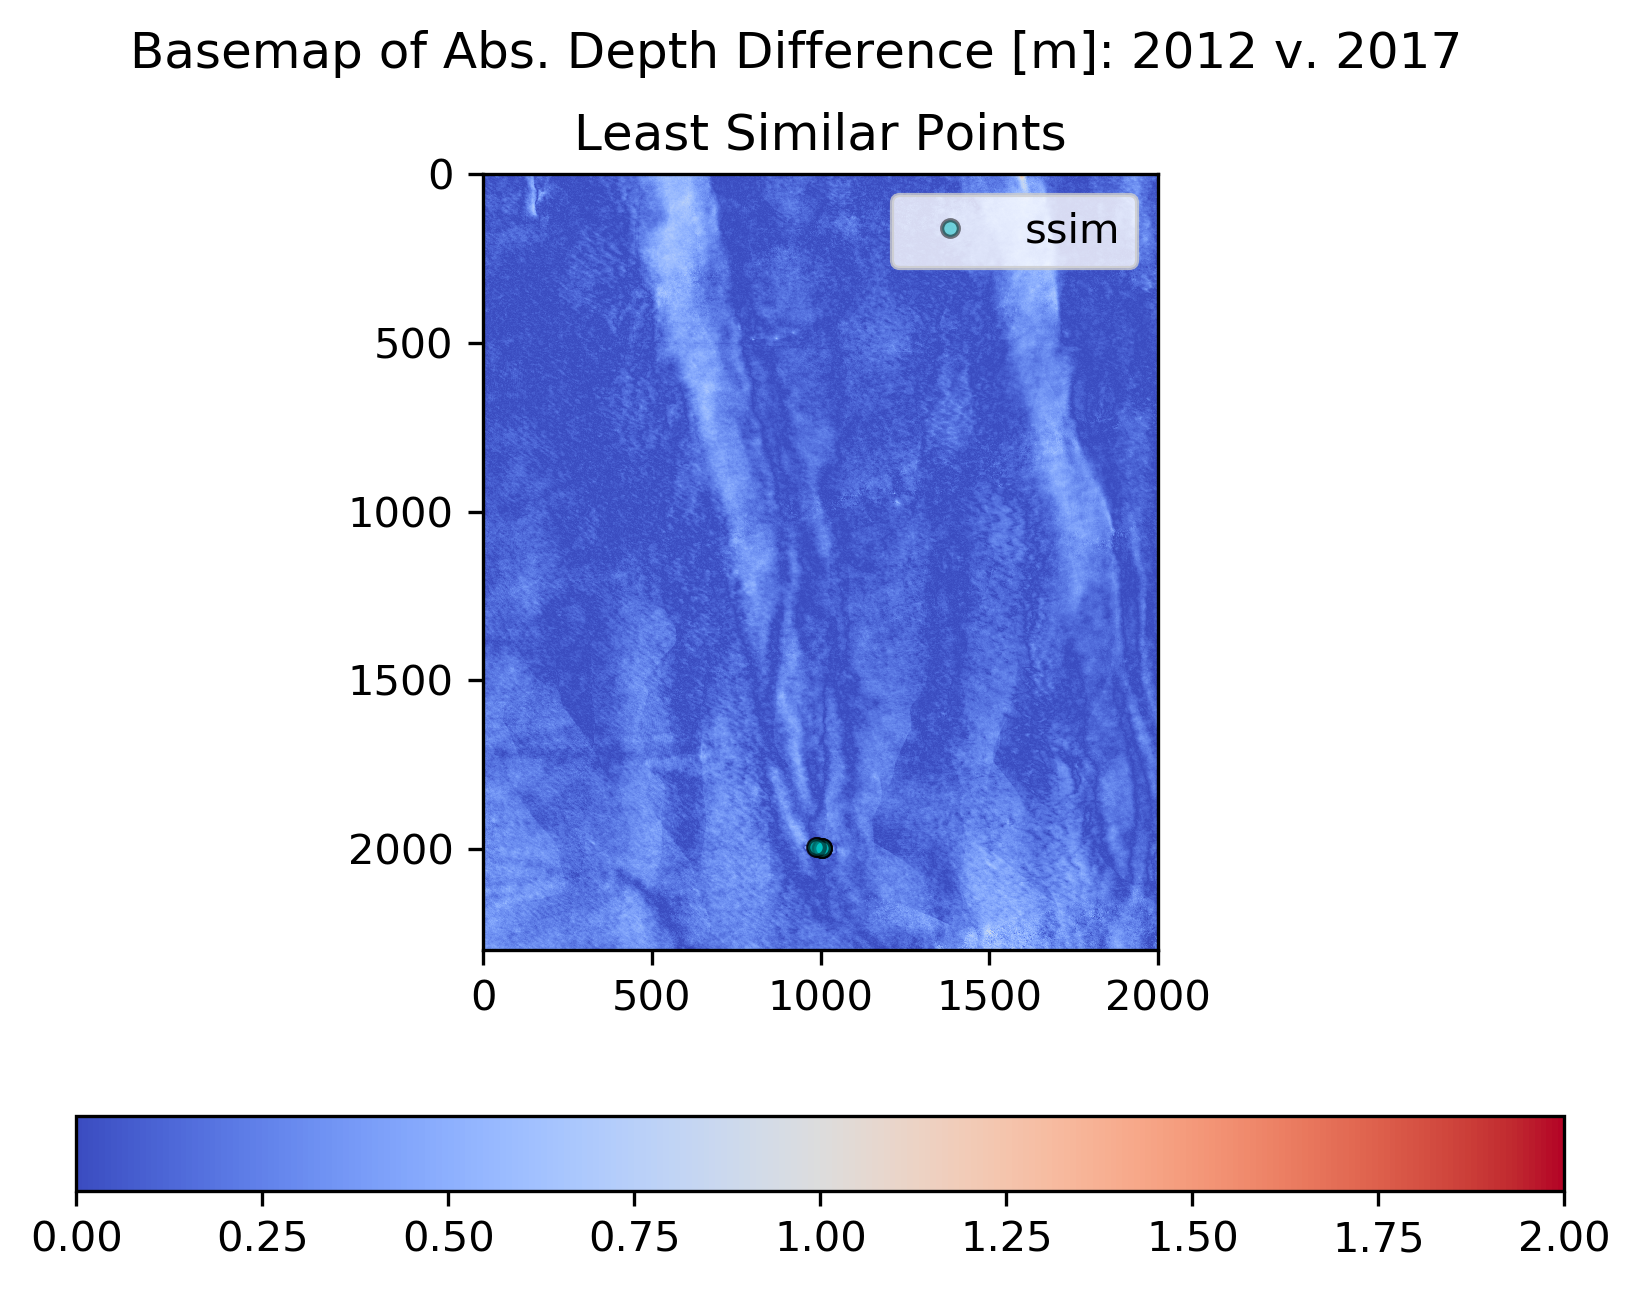 Basemap of Abs. Depth Difference [m]: 2012 v. 2017
Least Similar Points
ssim
0
500
1000
1500
2000
0 500 1000 1500 2000
0.00 0.25 0.50 0.75 1.00 1.25 1.50 1.75 2.00